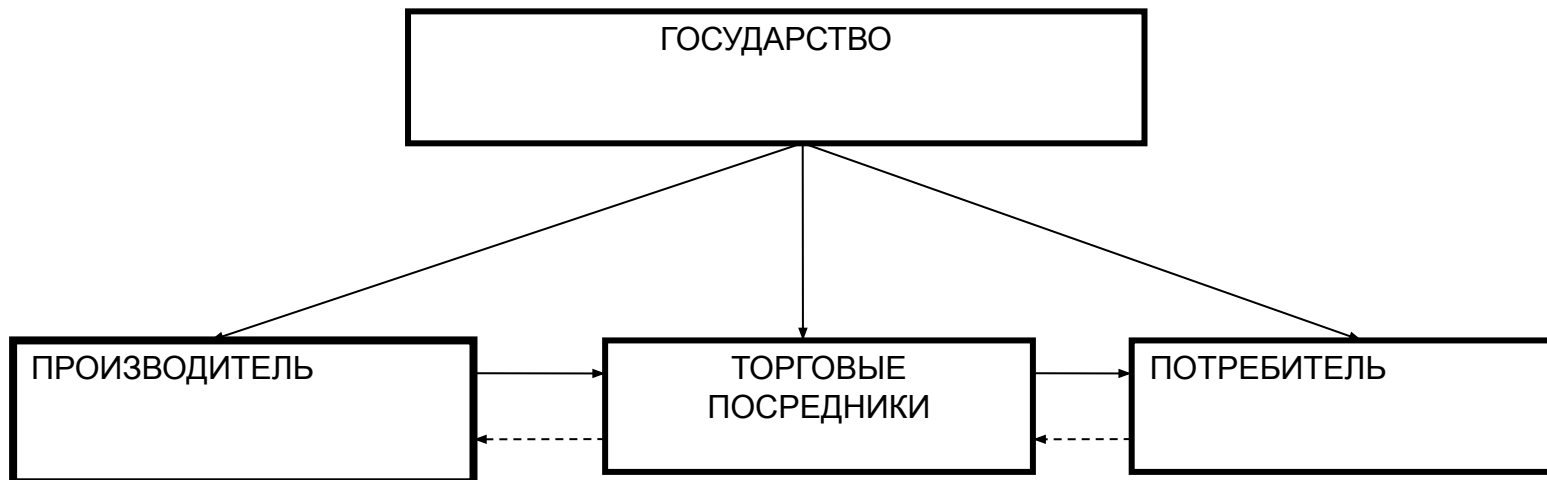 ГОСУДАРСТВО
ПРОИЗВОДИТЕЛЬ
ТОРГОВЫЕ
ПОСРЕДНИКИ
ПОТРЕБИТЕЛЬ